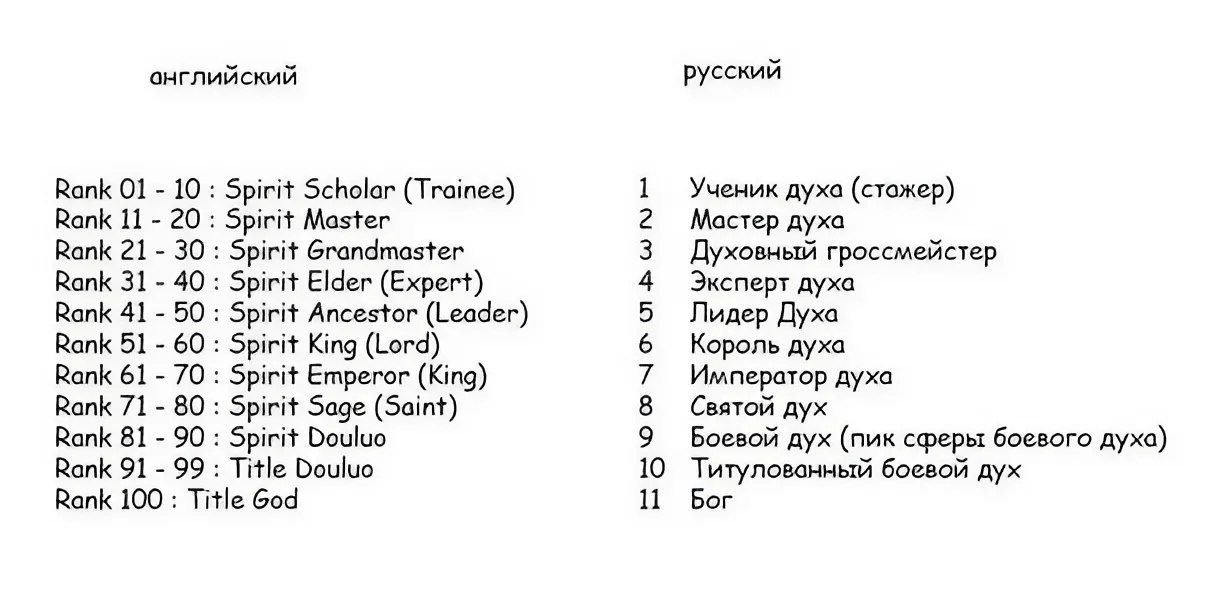 английский
русский
Rank 01 - 10 : Spirit Scholar (Trainee)
Rank 11 - 20 : Spirit Master
Rank 21 - 30 : Spirit Grandmaster
Rank 31 - 40 : Spirit Elder (Expert)
Rank 41 - 50 : Spirit Ancestor (Leader)
Rank 51 - 60 : Spirit King (Lord)
Rank 61 - 70 : Spirit Emperor (King)
Rank 71 - 80 : Spirit Sage (Saint)
Rank 81 - 90 : Spirit Douluo
Rank 91 - 99 : Title Douluo
Rank 100 : Title God
1 Ученик духа (стажер)
2 Мастер духа
3 Духовный гроссмейстер
4 Эксперт духа
5 Лидер Духа
6 Король духа
7 Император духа
8 Святой дух
9 Боевой дух (пик сферы боевого духа)
10 Титулованный боевой дух
11 Бог